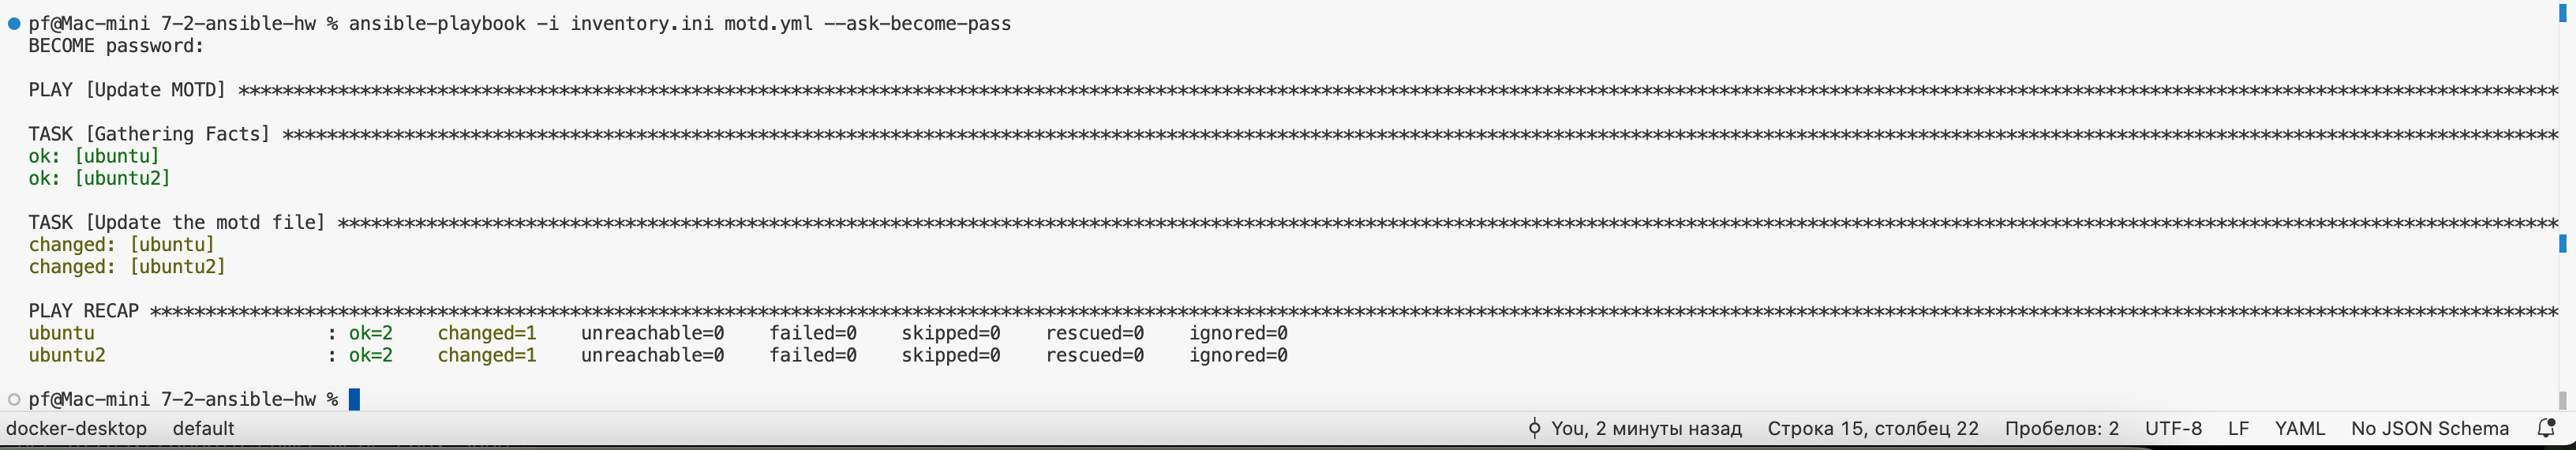 pf@Mac-mini 7-2-ansible-hw % ansible-playbook -i inventory.ini motd.yml --ask-become-pass
BECOME password:
PLAY [Update MOTD] ****************************************************************************************************************************************************************************************************************
TASK [Gathering Facts] ************************************************************************************************************************************************************************************************************
ok: [ubuntu]
ok: [ubuntu2]
TASK [Update the motd file] *******************************************************************************************************************************************************************************************************
changed: [ubuntu]
changed: [ubuntu2]
PLAY RECAP ************************************************************************************************************************************************************************************************************************
ubuntu                     : ok=2    changed=1    unreachable=0    failed=0    skipped=0    rescued=0    ignored=0
ubuntu2                    : ok=2    changed=1    unreachable=0    failed=0    skipped=0    rescued=0    ignored=0
pf@Mac-mini 7-2-ansible-hw %
docker-desktop default You, 2 минуты назад Строка 15, столбец 22 Пробелов: 2 UTF-8 LF YAML No JSON Schema